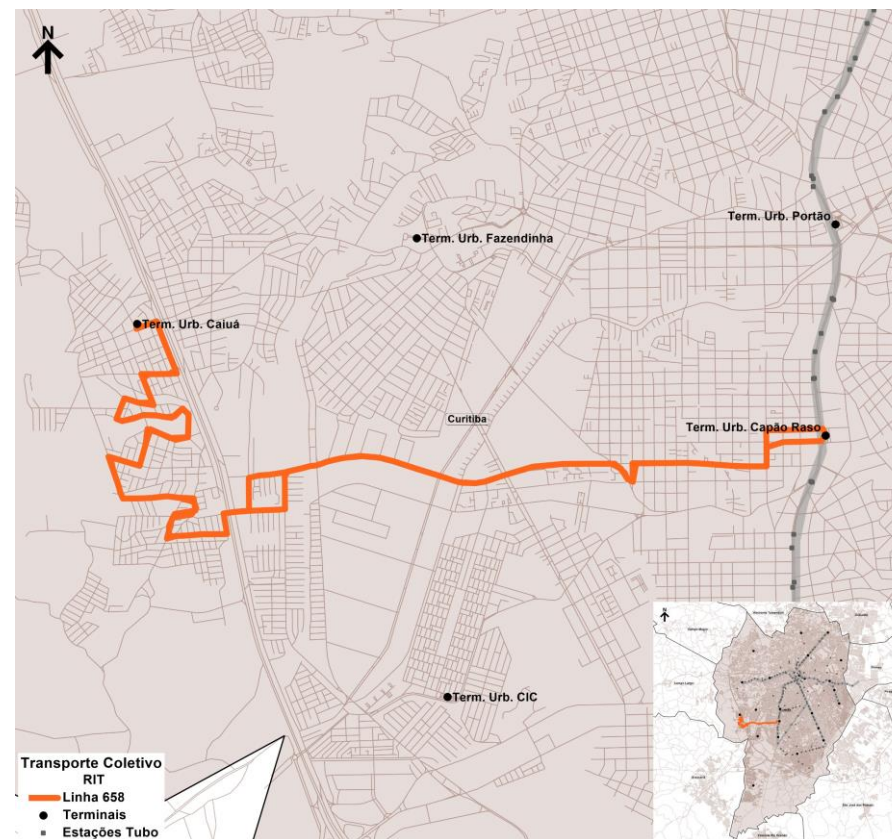 N
Term. Urb. Portão
Term. Urb. Fazendinha
Term. Urb. Caiuá
Curitiba
Term. Urb. Capão Raso
Term. Urb. CIC
Transporte Coletivo
RIT
Linha 658
Terminais
Estações Tubo
N